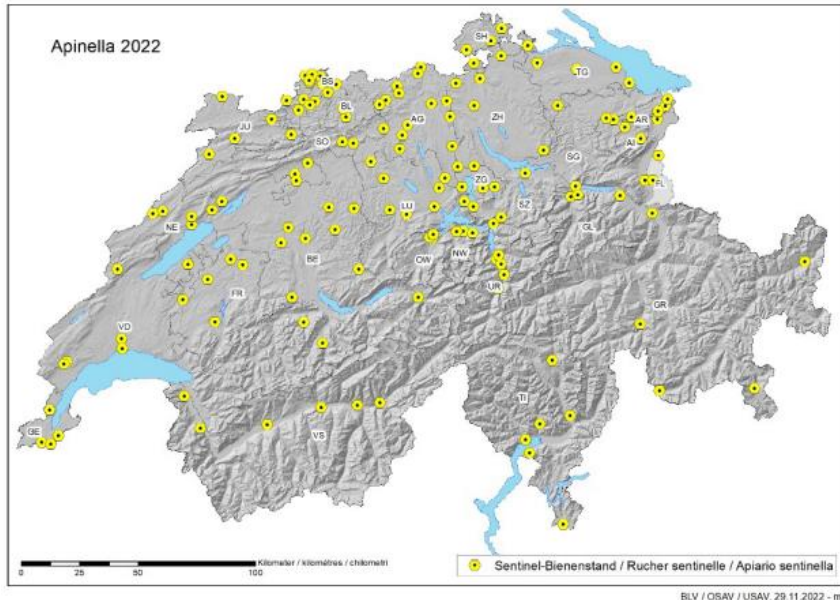 Apinella 2022
SH
BS
TG
BL
JU
AG
ZH
AR
SO
AI
SG
ZG
FL
LU
SZ
NE
GL
BE
OW
NW
FR
UR
GR
VD
TI
GE
VS
Kilometer / kilomètres / chilometri
0 25 50 100
Sentinel-Bienenstand / Rucher sentinelle / Apiario sentinella
BLV / OSAV / USAV, 29.11.2022 -